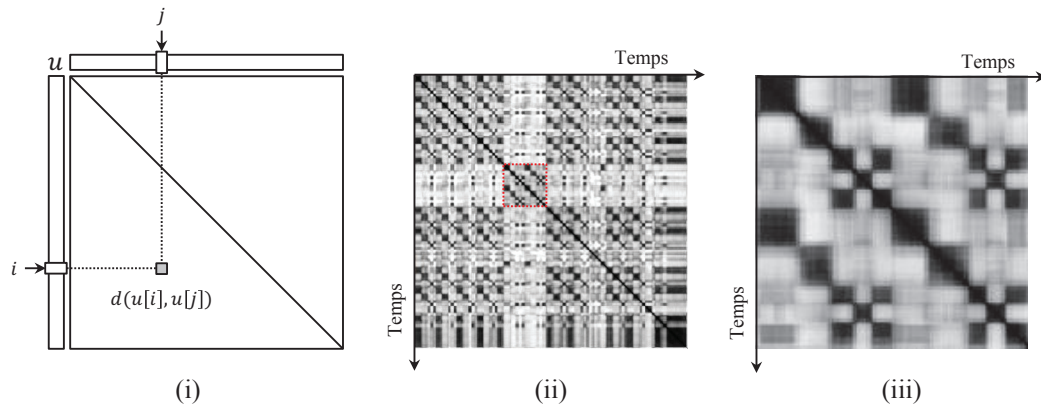 j
u
i
d(u[i], u[j])
(i)
Temps
Temps
(ii)
Temps
Temps
(iii)